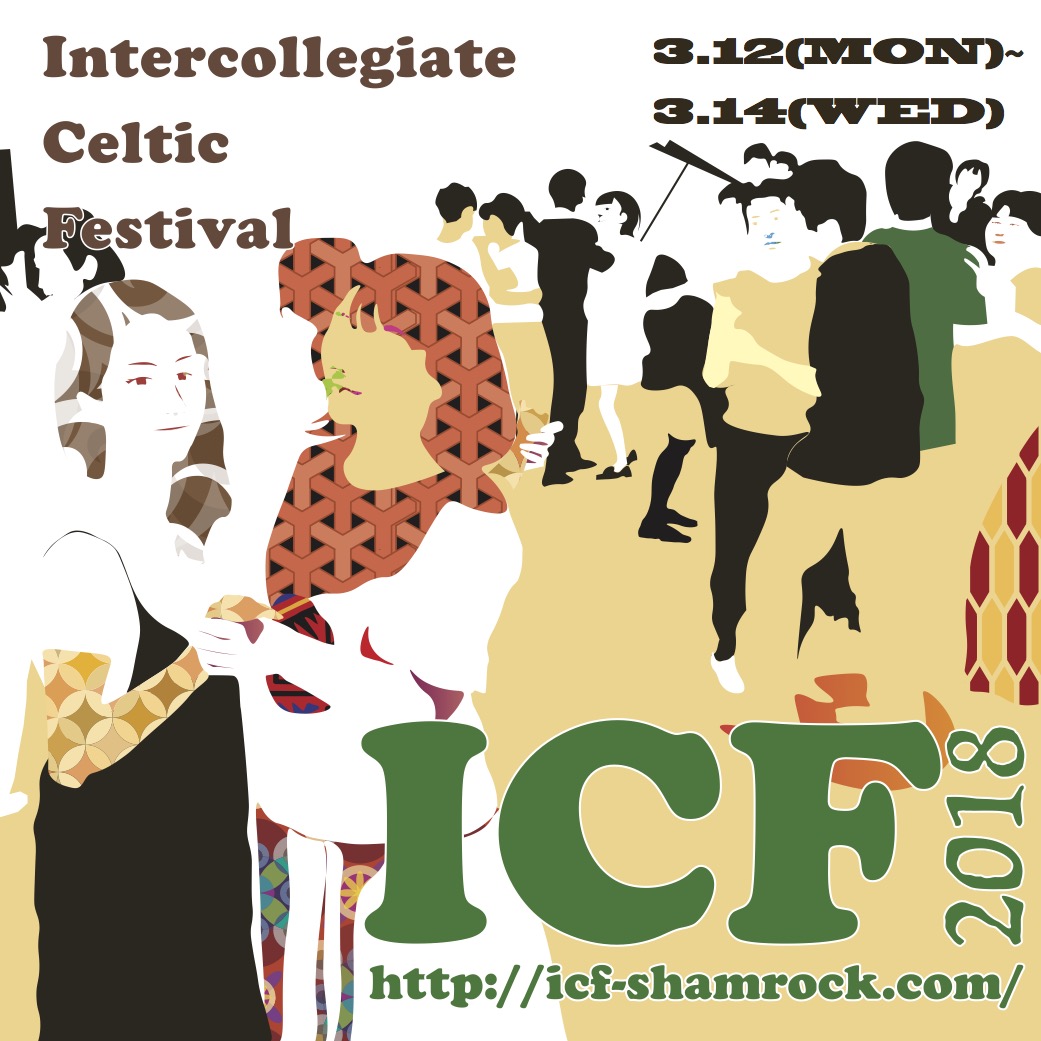 Intercollegiate
Celtic
Festival
3.12(MON)~
3.14(WED)
ICF
2018
http://icf-shamrock.com/